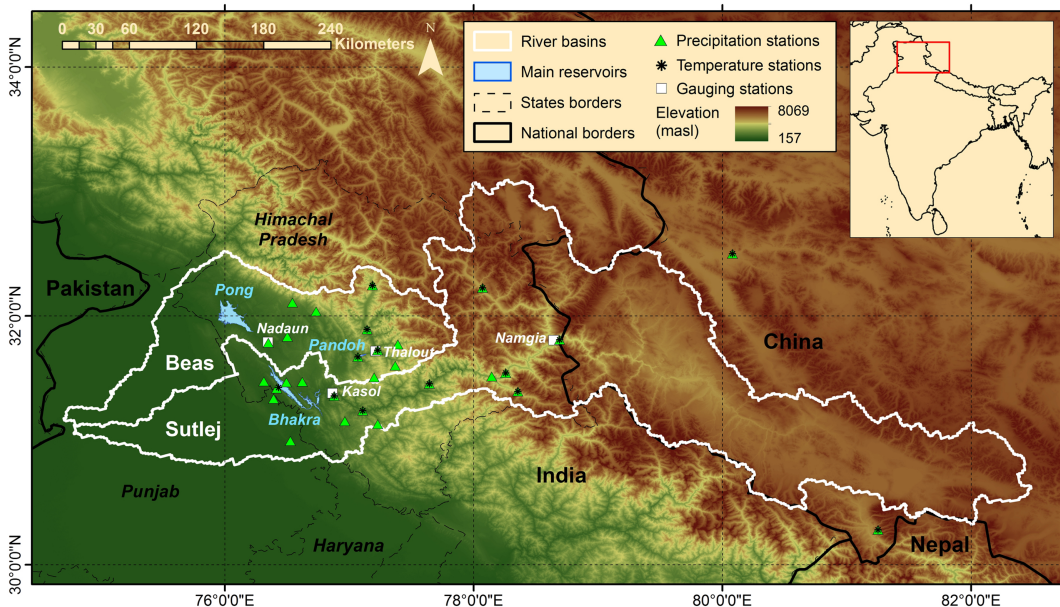 0 30 60 120 180 240
Kilometers
N
River basins
Main reservoirs
States borders
National borders
Precipitation stations
Temperature stations
Gauging stations
Elevation
(masl)
8069
157
34°0'0"N
32°0'0"N
30°0'0"N
Himachal
Pradesh
Pakistan
Pong
Nadaun
Pandoh
Thalout
Namgia
China
Beas
Kasol
Bhakra
Sutlej
India
Punjab
Haryana
Nepal
76°0'0"E
78°0'0"E
80°0'0"E
82°0'0"E